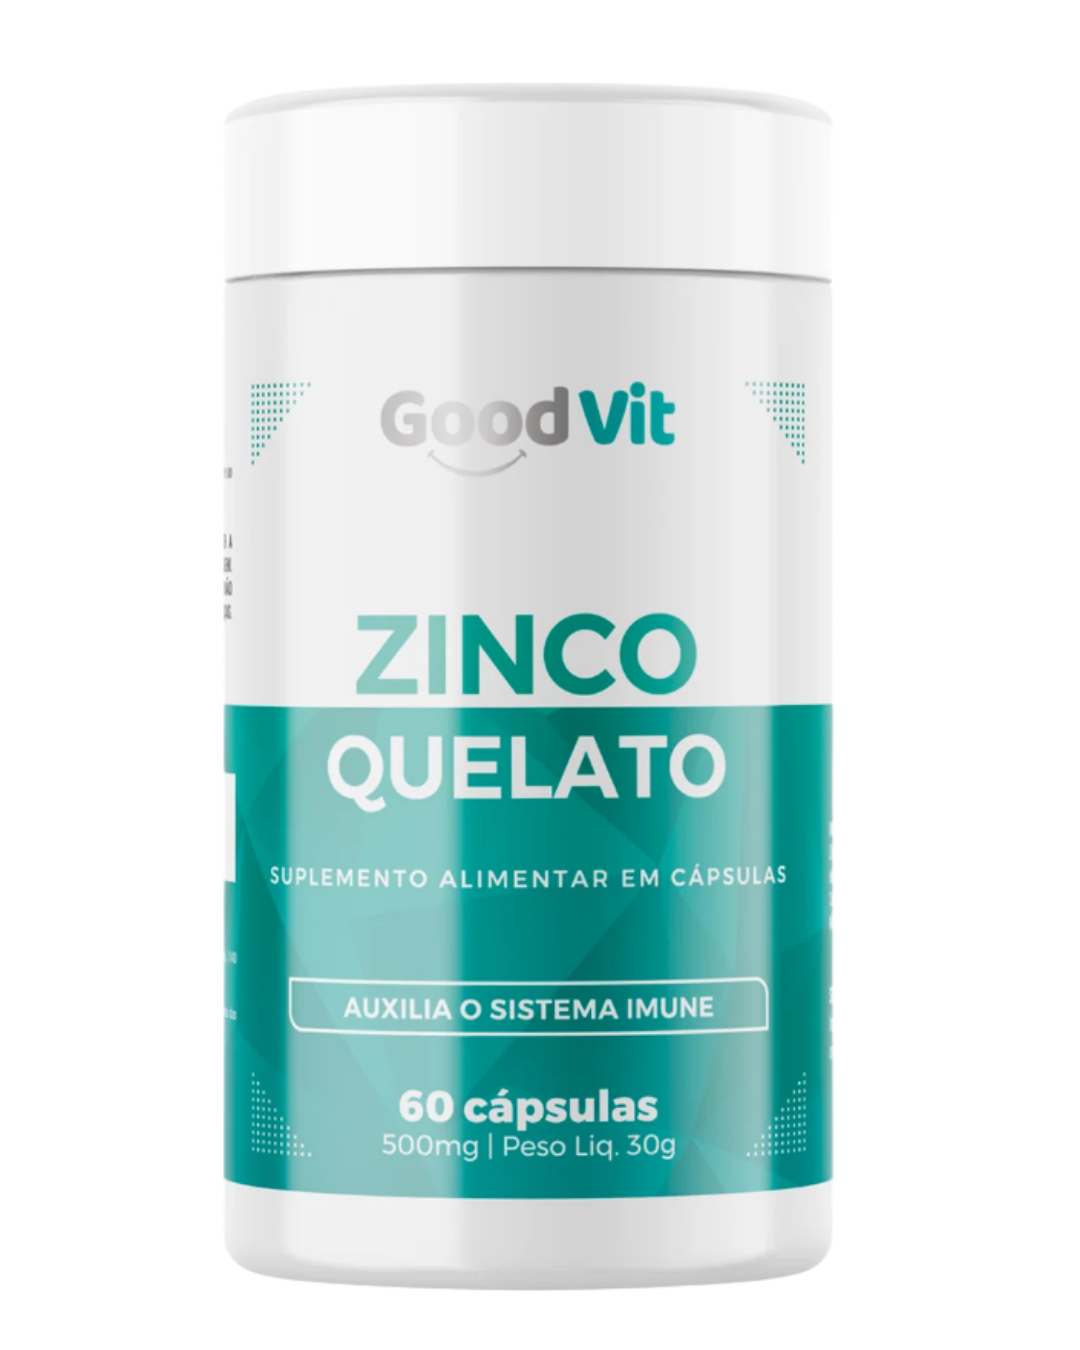 Good Vit
ZINCO
QUELATO
SUPLEMENTO ALIMENTAR EM CÁPSULAS
AUXILIA O SISTEMA IMUNE
60 cápsulas
500mg | Peso Liq. 30g